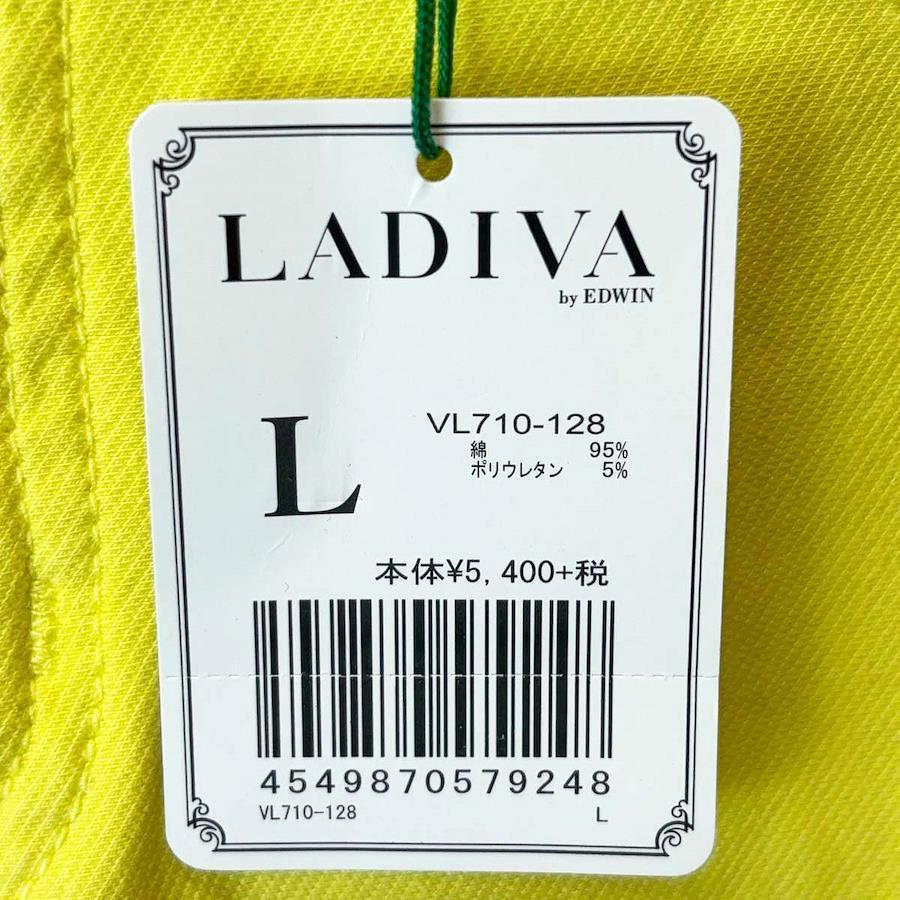 LADIVA
by EDWIN
L
VL710-128
綿 95%
ポリウレタン 5%
本体¥5,400+税
4549870579248
VL710-128 L